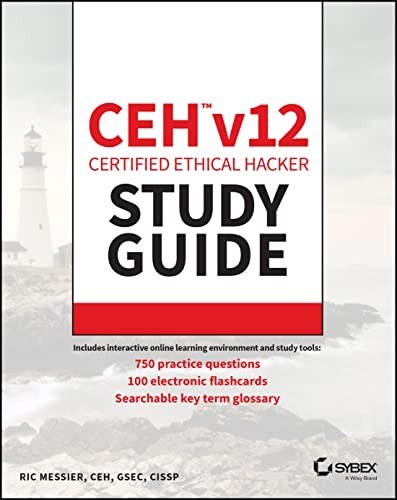 CEH™ v12
CERTIFIED ETHICAL HACKER
STUDY
GUIDE
Includes interactive online learning environment and study tools:
750 practice questions
100 electronic flashcards
Searchable key term glossary
RIC MESSIER, CEH, GSEC, CISSP
SYBEX
A Wiley Brand